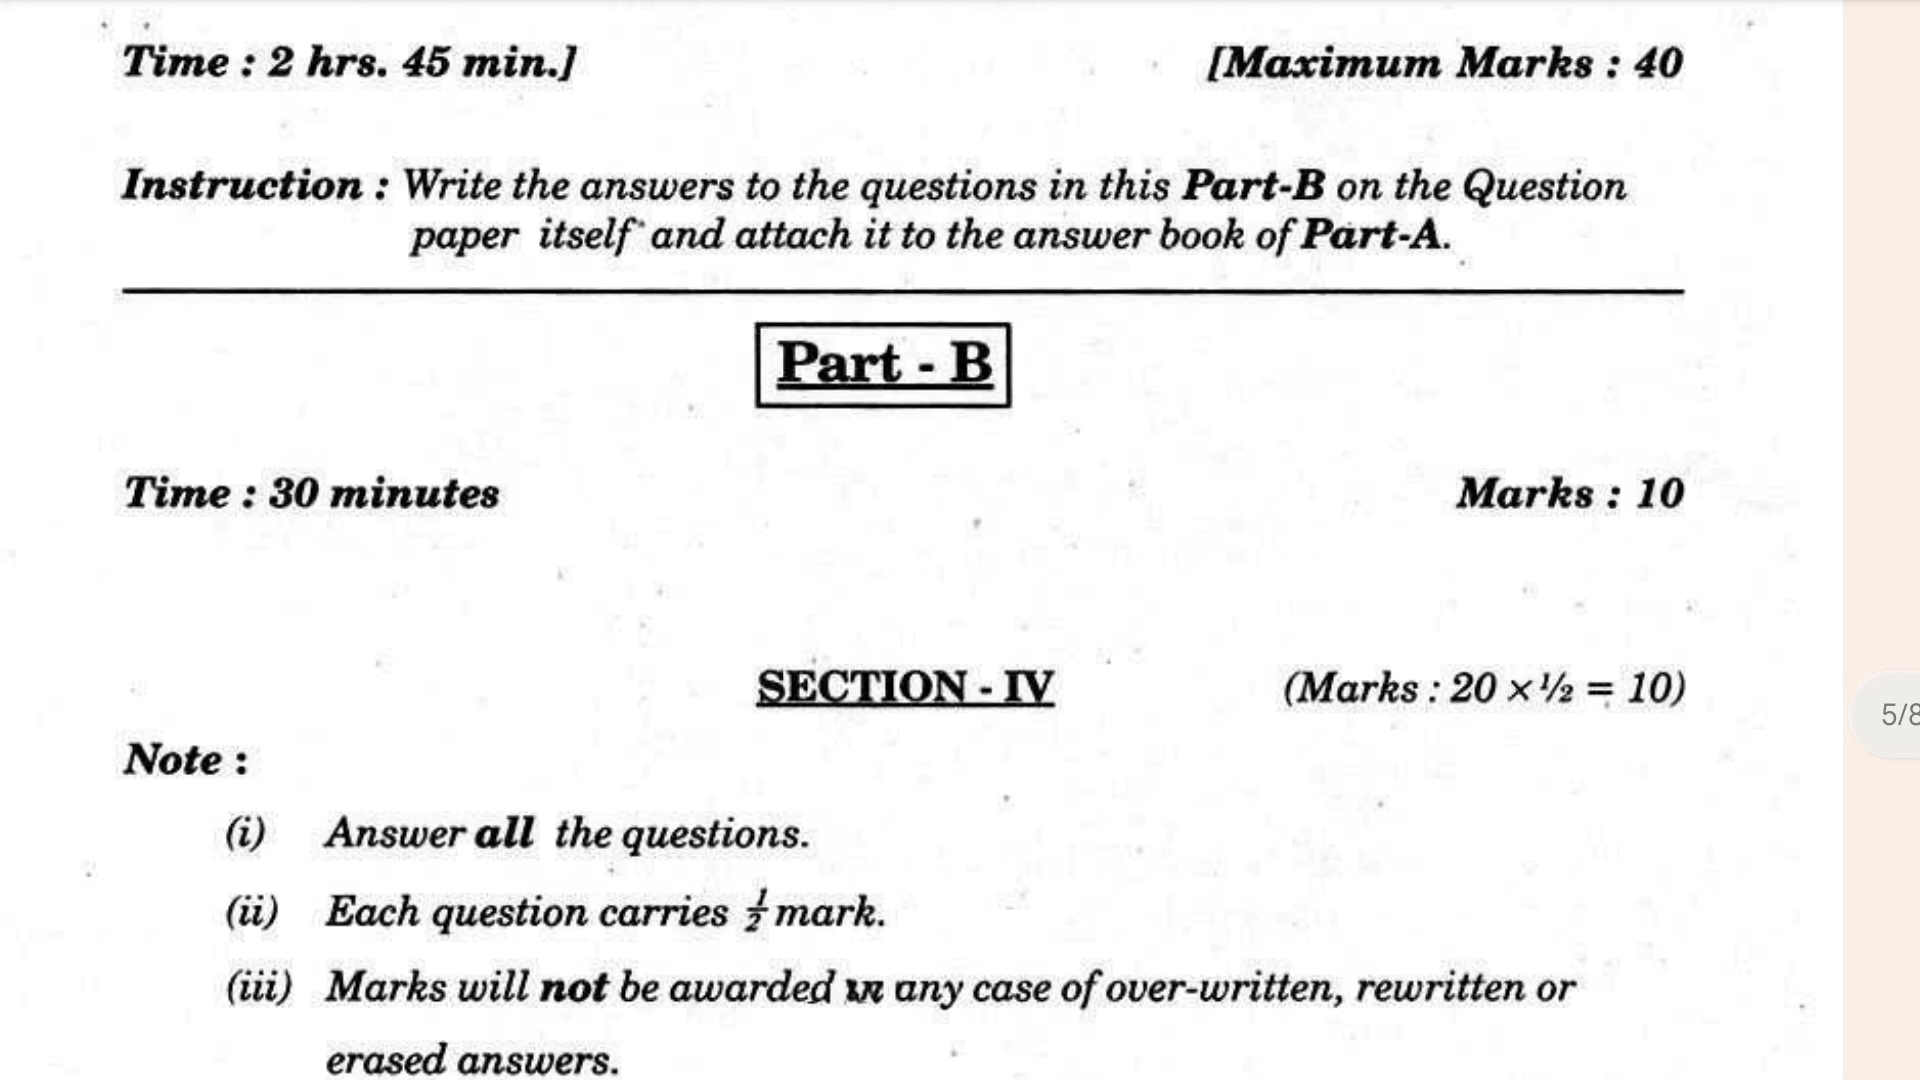 Time : 2 hrs. 45 min.] [Maximum Marks : 40
Instruction : Write the answers to the questions in this Part-B on the Question
paper itself and attach it to the answer book of Part-A.
Part - B
Time : 30 minutes Marks : 10
SECTION - IV (Marks : 20 × ½ = 10)
5/8
Note :
(i) Answer all the questions.
(ii) Each question carries ½ mark.
(iii) Marks will not be awarded in any case of over-written, rewritten or
erased answers.